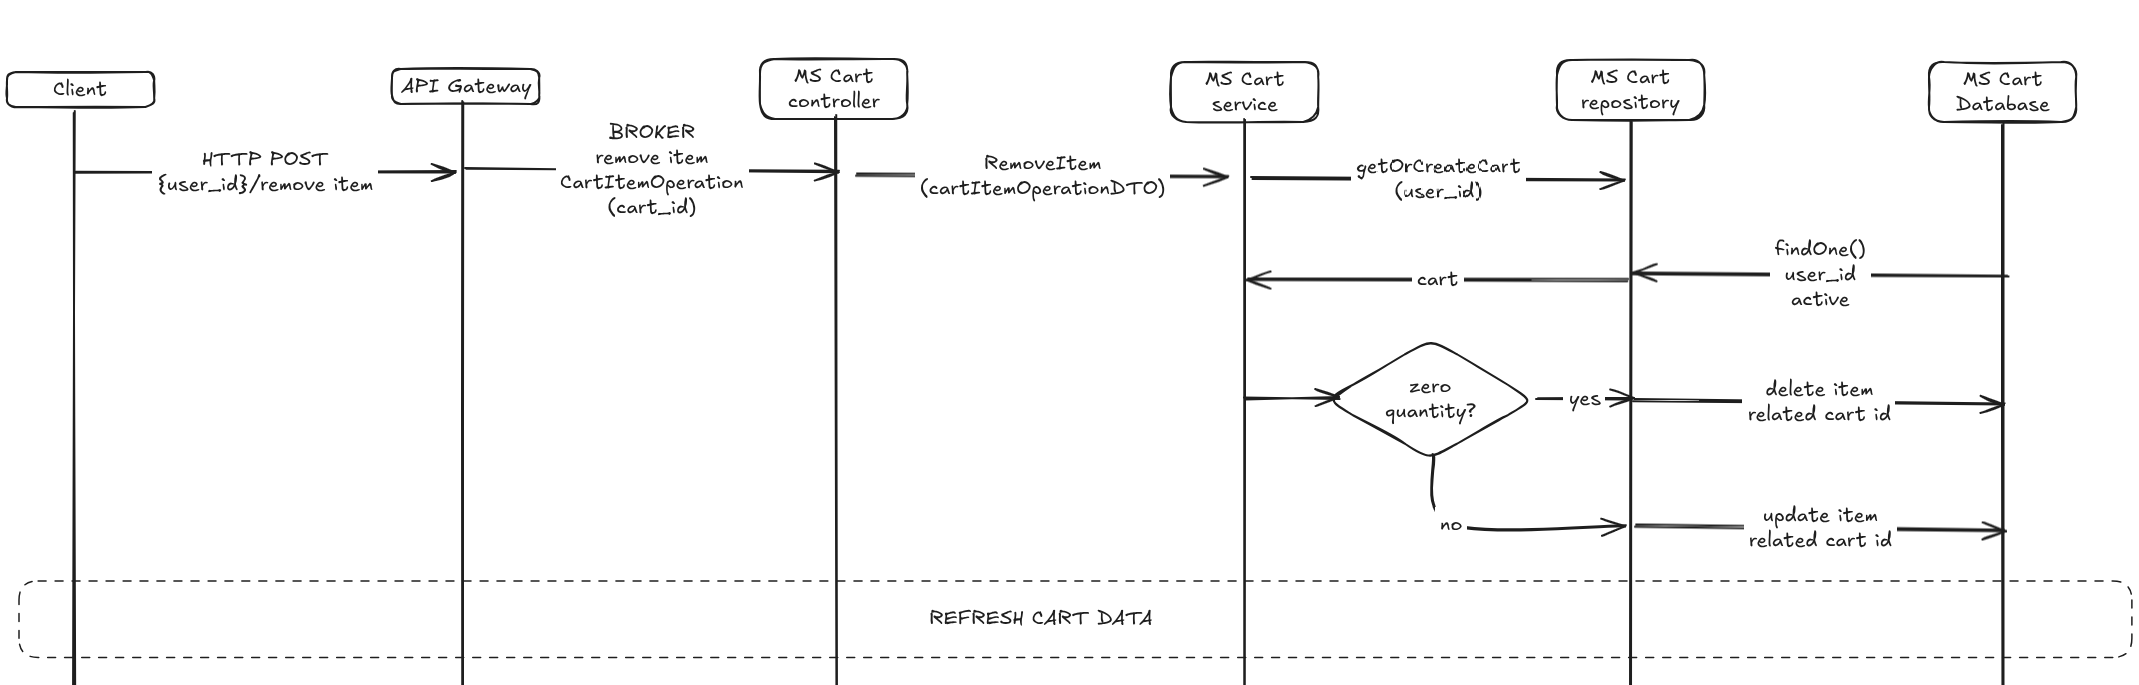 Client
API Gateway
MS Cart
controller
MS Cart
service
MS Cart
repository
MS Cart
Database
HTTP POST
{user_id}/remove item
BROKER
remove item
CartItemOperation
(cart_id)
RemoveItem
(cartItemOperationDTO)
getOrCreateCart
(user_id)
findOne()
user_id
active
cart
zero
quantity?
yes
delete item
related cart id
no
update item
related cart id
REFRESH CART DATA